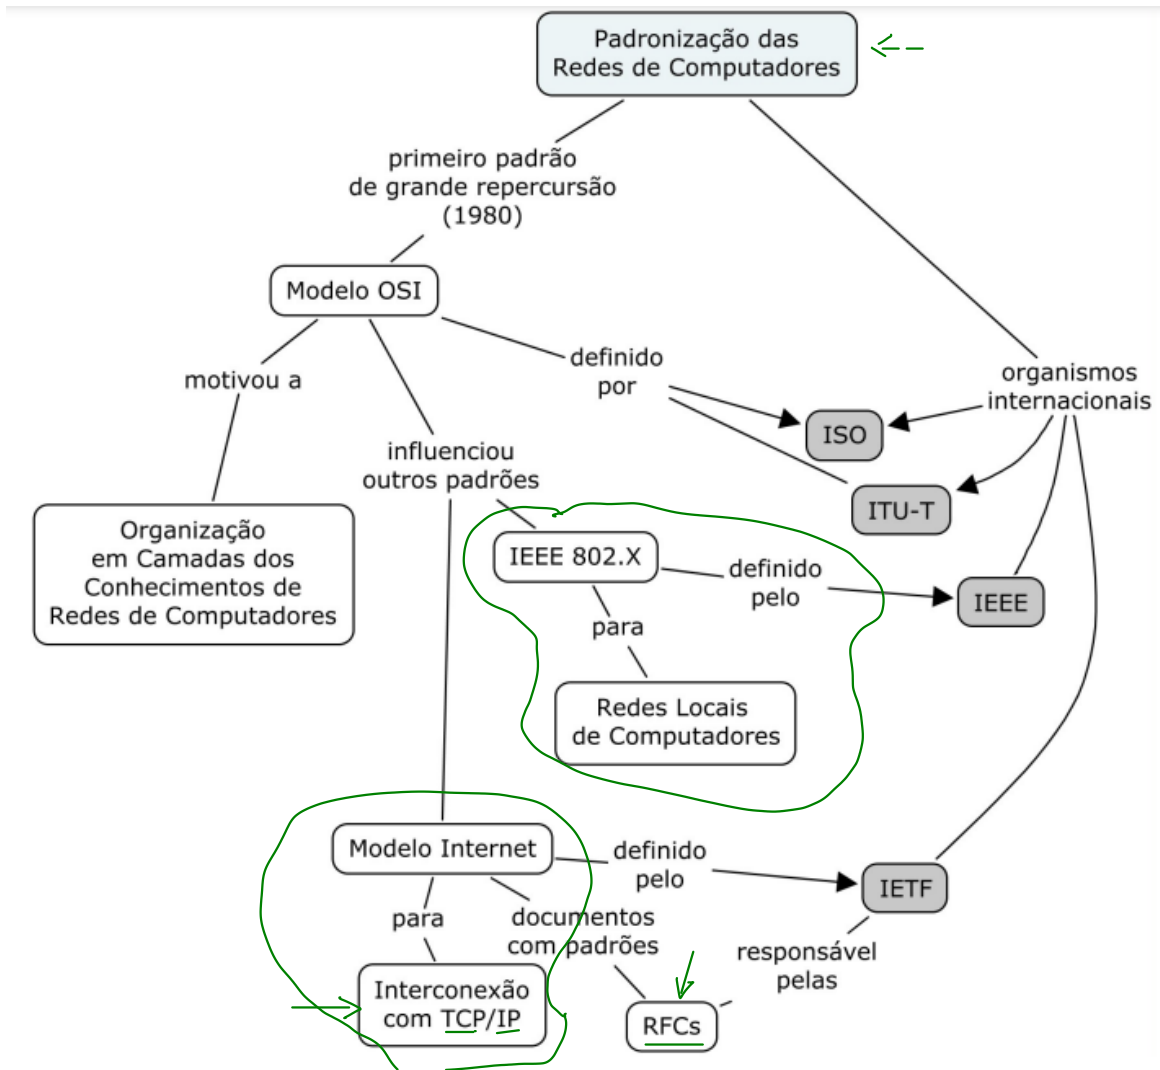 Padronização das
Redes de Computadores
primeiro padrão
de grande repercursão
(1980)
Modelo OSI
motivou a
definido
por
organismos
internacionais
ISO
influenciou
outros padrões
ITU-T
Organização
em Camadas dos
Conhecimentos de
Redes de Computadores
IEEE 802.X
definido
pelo
IEEE
para
Redes Locais
de Computadores
Modelo Internet
definido
pelo
IETF
para
documentos
com padrões
responsável
pelas
Interconexão
com TCP/IP
RFCs